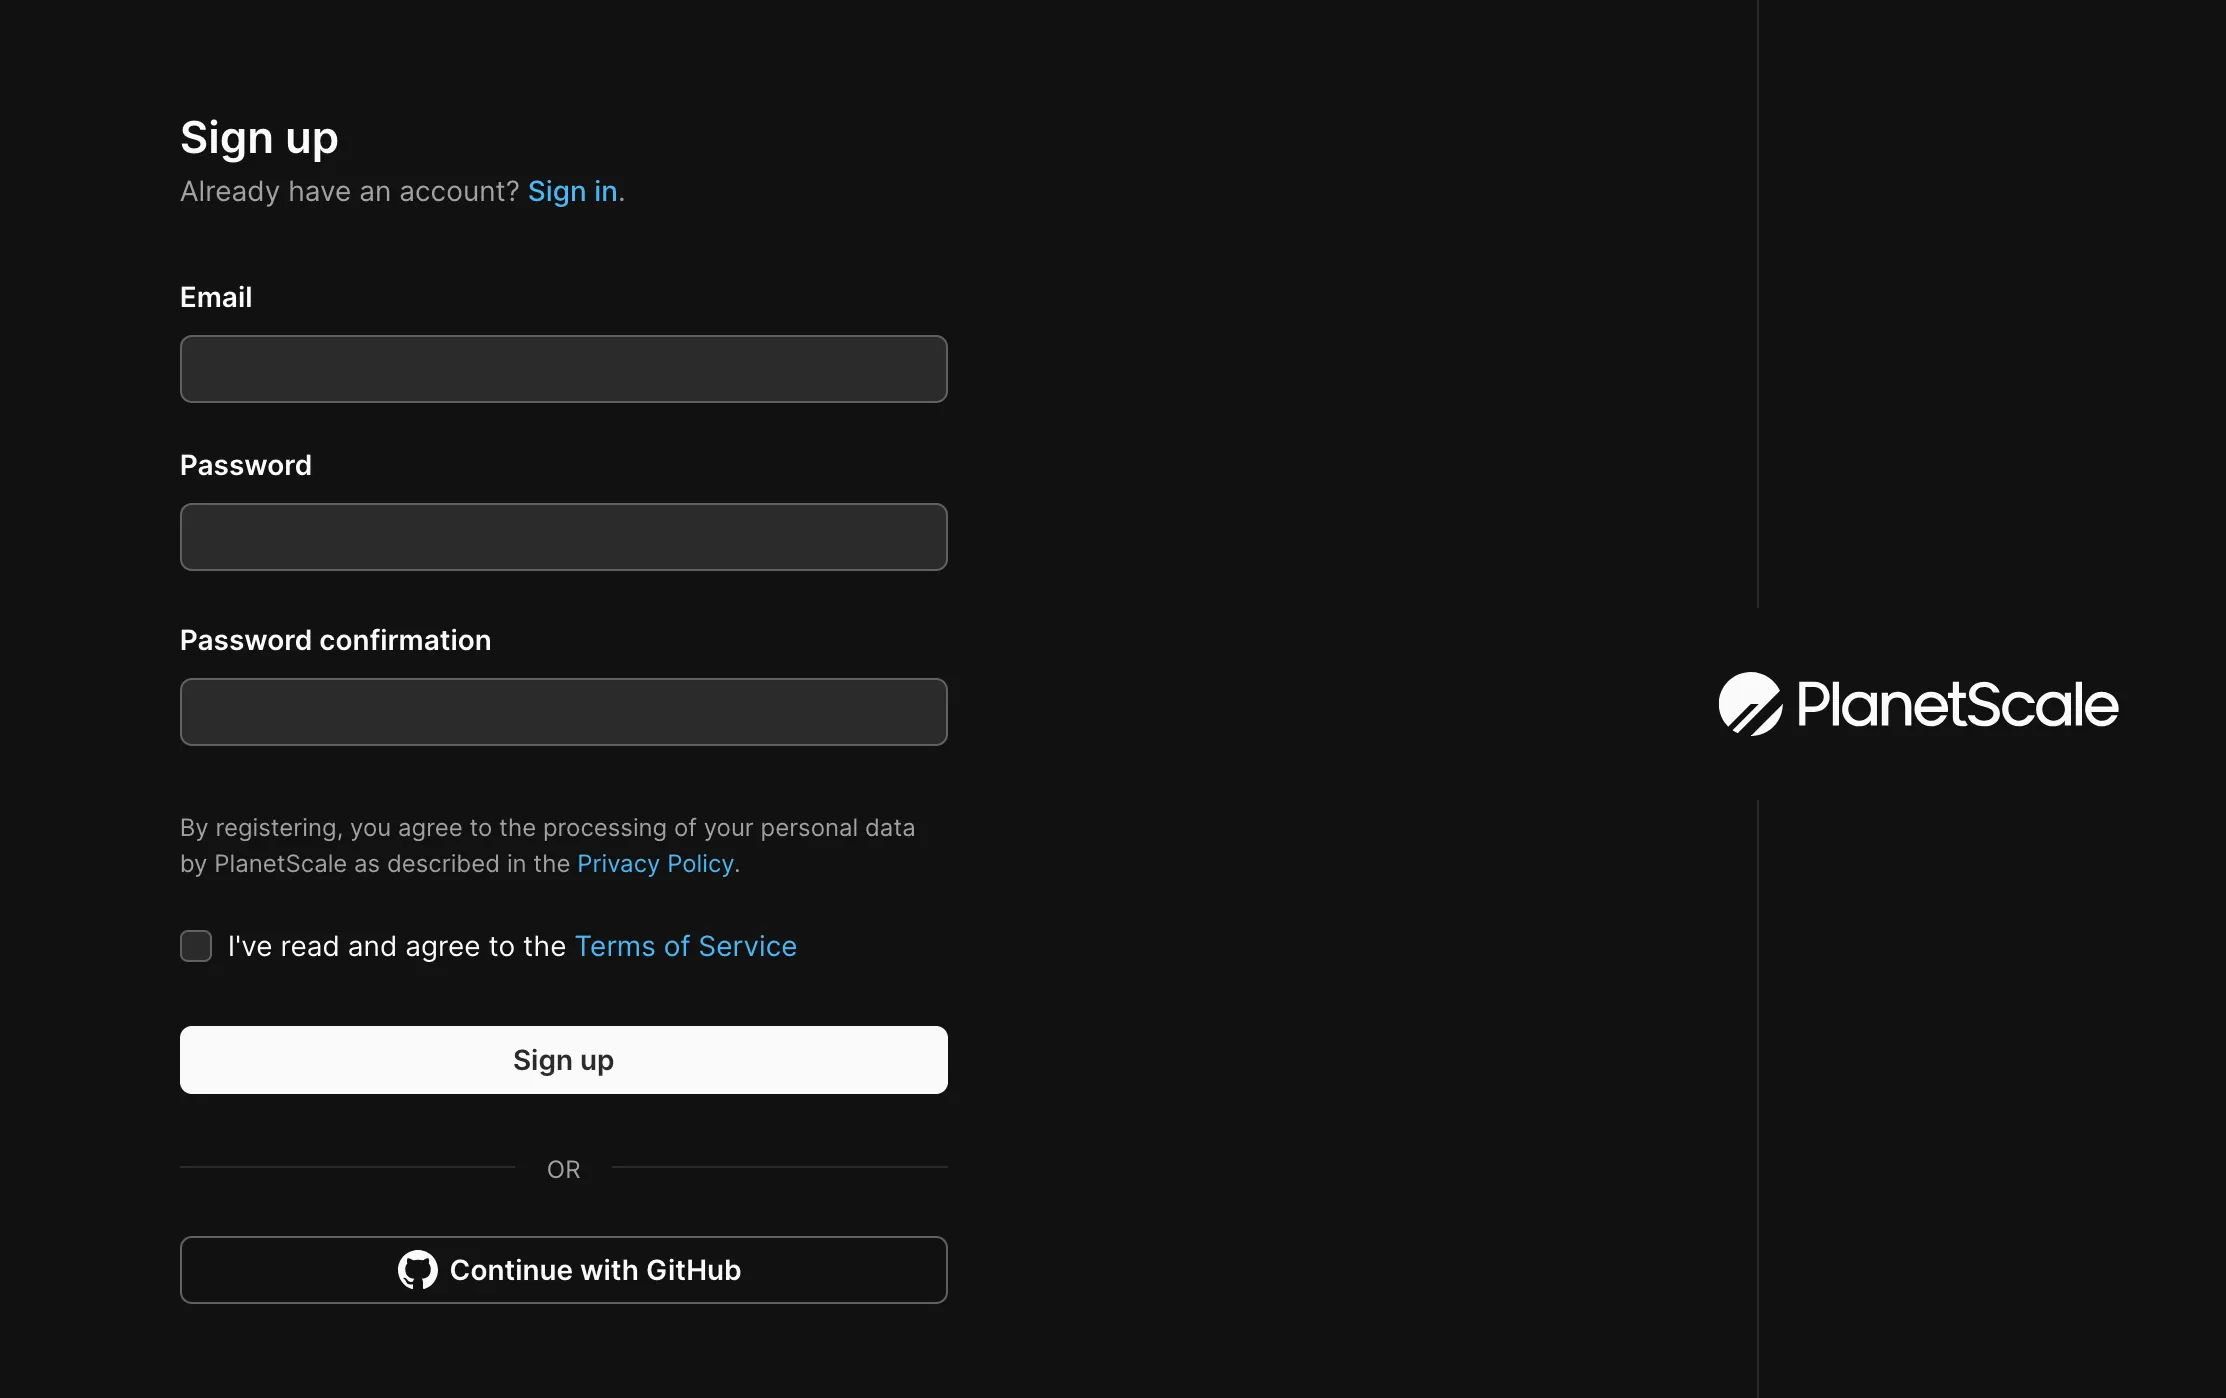 Sign up
Already have an account? Sign in.
Email
Password
Password confirmation
By registering, you agree to the processing of your personal data
by PlanetScale as described in the Privacy Policy.
I've read and agree to the Terms of Service
Sign up
OR
Continue with GitHub
PlanetScale